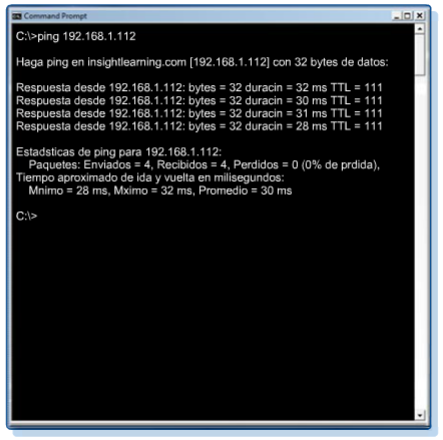 Command Prompt
C:\>ping 192.168.1.112
Haga ping en insightlearning.com [192.168.1.112] con 32 bytes de datos:
Respuesta desde 192.168.1.112: bytes = 32 duracin = 32 ms TTL = 111
Respuesta desde 192.168.1.112: bytes = 32 duracin = 30 ms TTL = 111
Respuesta desde 192.168.1.112: bytes = 32 duracin = 31 ms TTL = 111
Respuesta desde 192.168.1.112: bytes = 32 duracin = 28 ms TTL = 111
Estadsticas de ping para 192.168.1.112:
Paquetes: Enviados = 4, Recibidos = 4, Perdidos = 0 (0% de prdida),
Tiempo aproximado de ida y vuelta en milisegundos:
Mnimo = 28 ms, Mximo = 32 ms, Promedio = 30 ms
C:\>